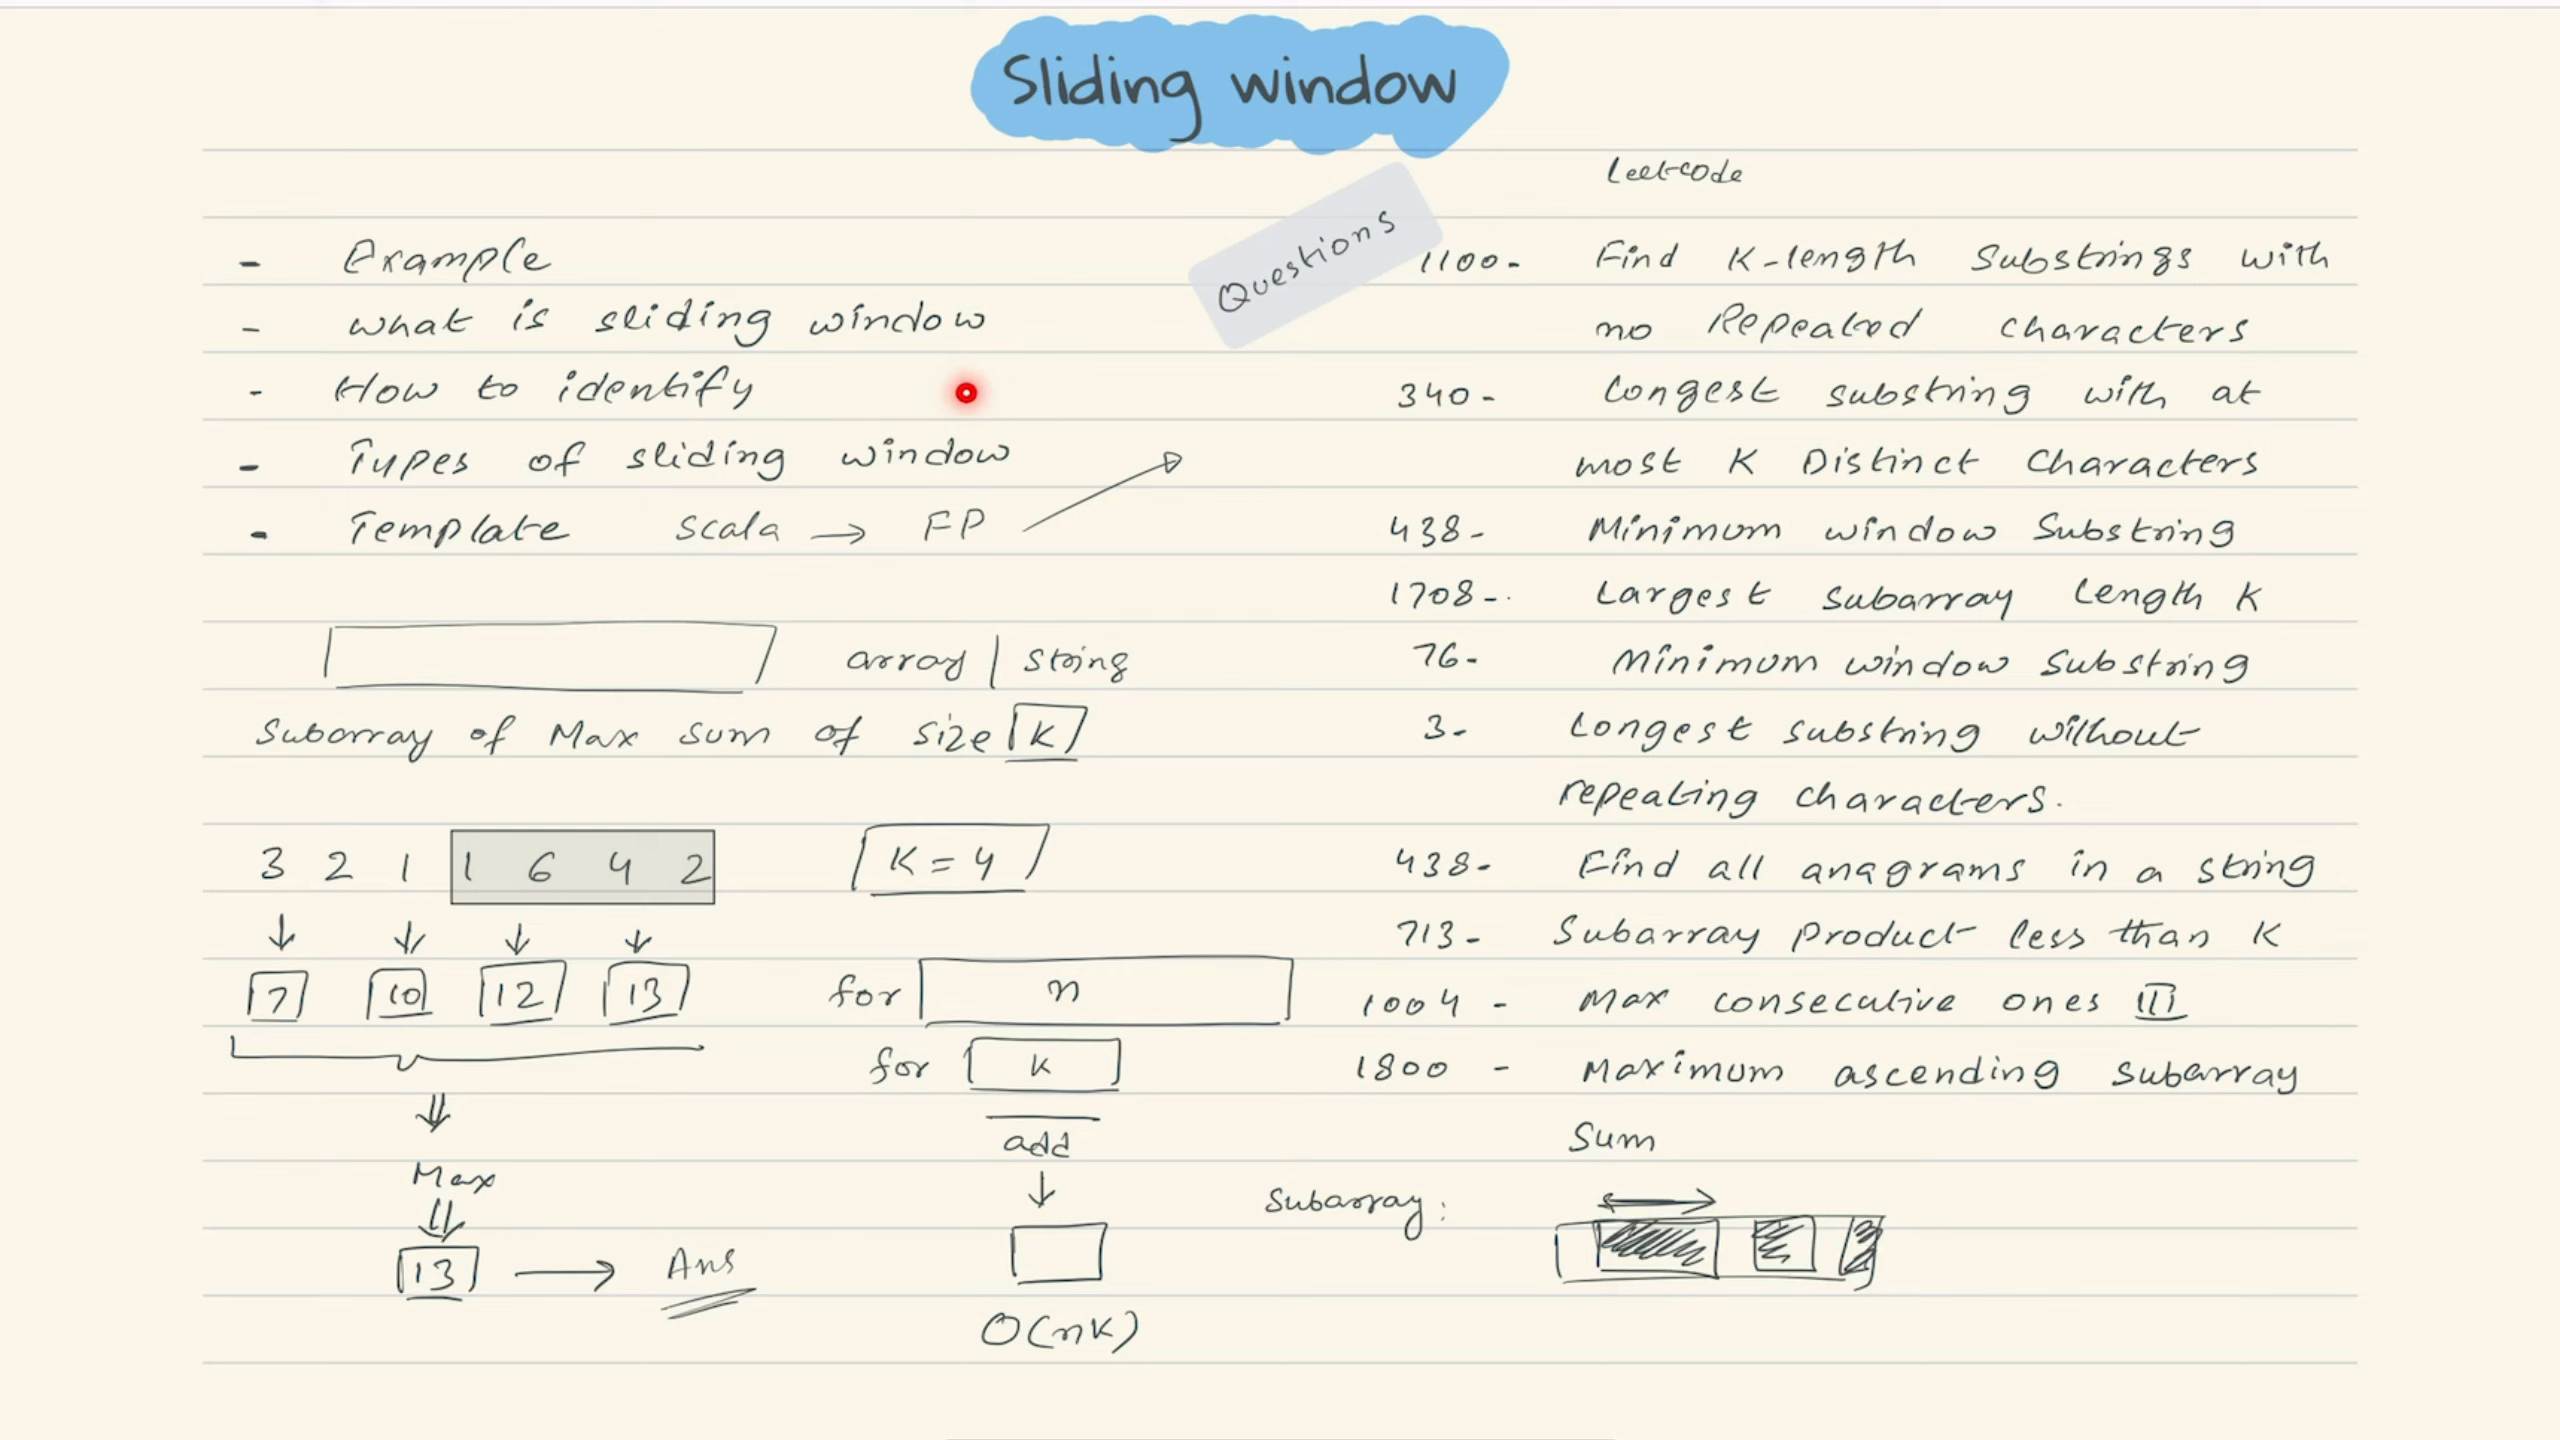 Sliding window
- Example
- what is sliding window
- How to identify
- Types of sliding window
- Template Scala → FP
array | string
Subarray of Max sum of size K
3 2 1 1 6 4 2
K = 4
↓ ↓ ↓ ↓
7 10 12 13
⇓
Max
⇓
13 → Ans
for n
for k
add
↓
O(nk)
Questions
Leetcode
1100- Find K-length Substrings with
no Repeated characters
340- Longest substring with at
most K Distinct Characters
438- Minimum window Substring
1708- Largest subarray Length K
76- Minimum window substring
3- Longest substring without
repeating characters.
438- Find all anagrams in a string
713- Subarray product less than K
1004 - Max consecutive ones III
1800 - Maximum ascending subarray
Sum
Subarray: